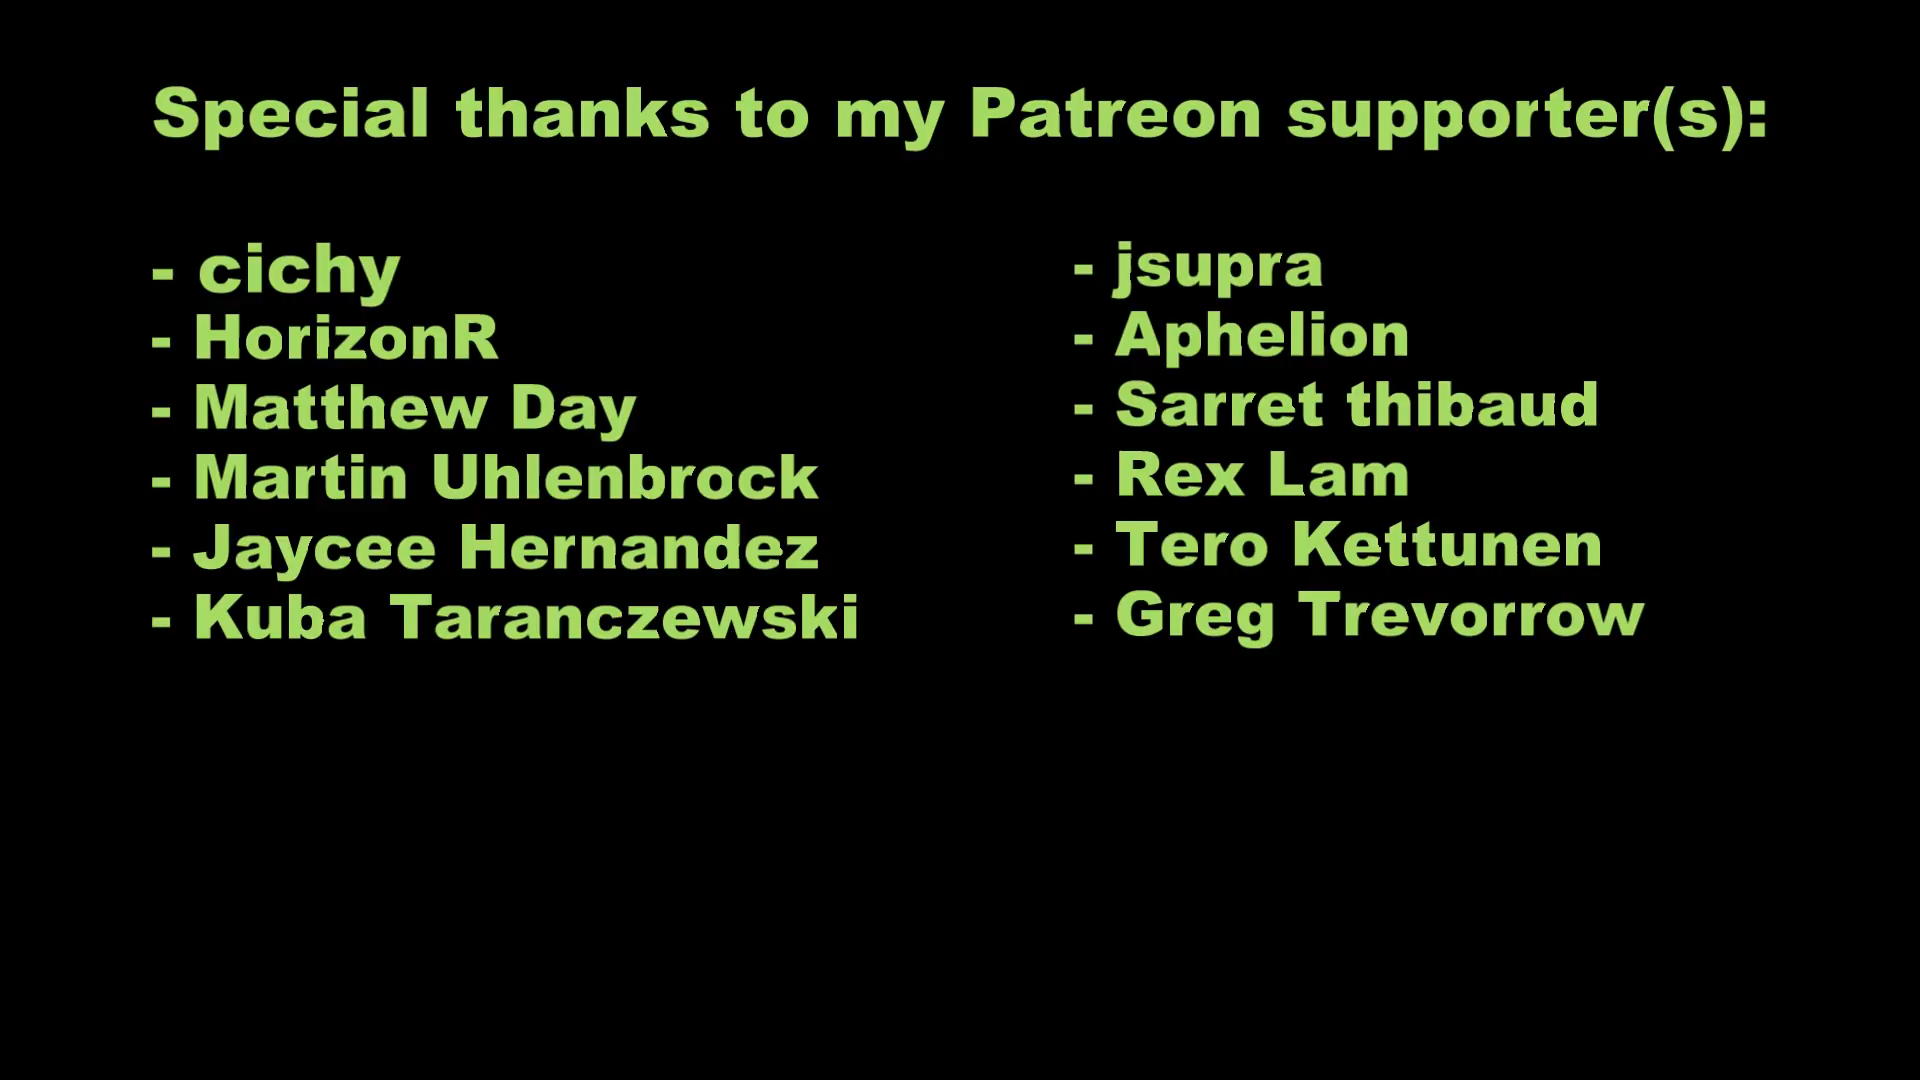 Special thanks to my Patreon supporter(s):
- cichy
- HorizonR
- Matthew Day
- Martin Uhlenbrock
- Jaycee Hernandez
- Kuba Taranczewski
- jsupra
- Aphelion
- Sarret thibaud
- Rex Lam
- Tero Kettunen
- Greg Trevorrow